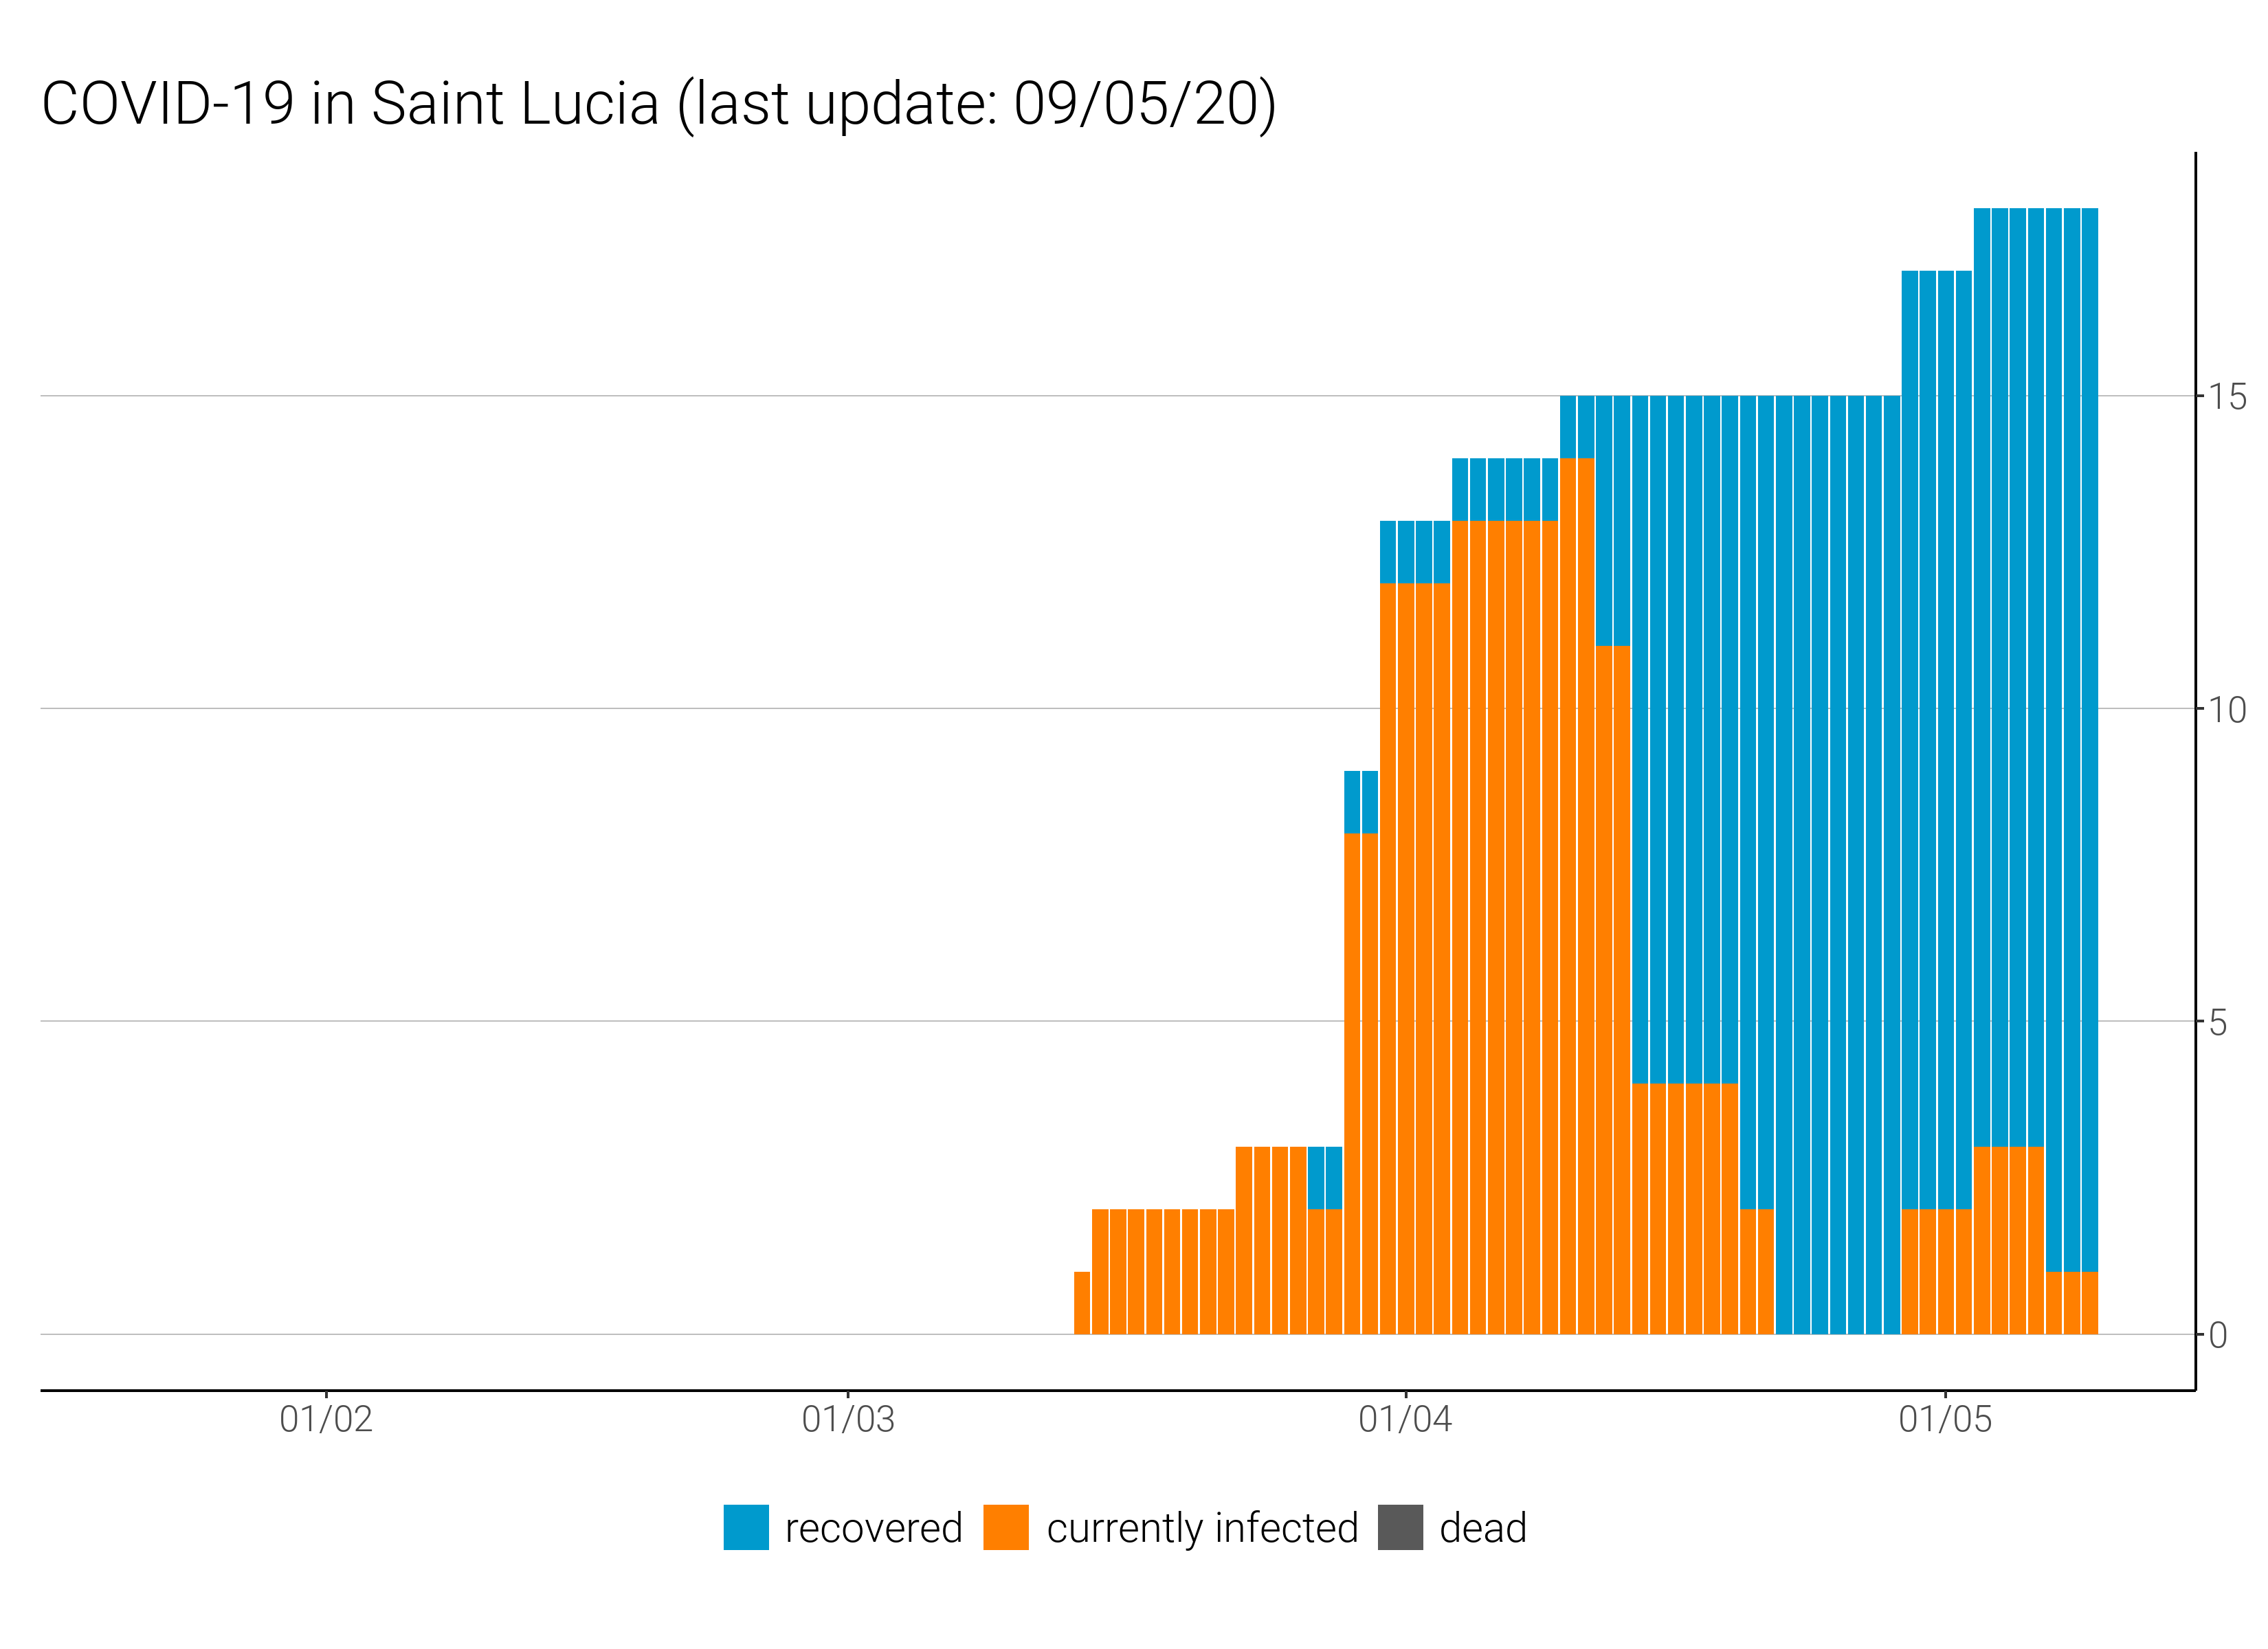 COVID-19 in Saint Lucia (last update: 09/05/20)
15
10
5
0
01/02 01/03 01/04 01/05
recovered currently infected dead